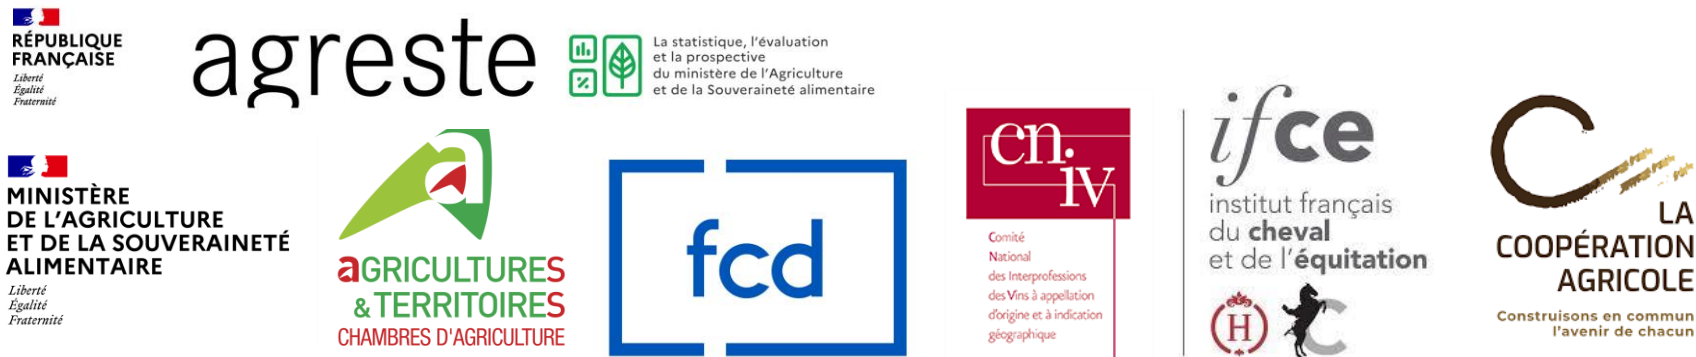 RÉPUBLIQUE
FRANÇAISE
Liberté
Égalité
Fraternité
agreste
La statistique, l'évaluation
et la prospective
du ministère de l'Agriculture
et de la Souveraineté alimentaire
MINISTÈRE
DE L'AGRICULTURE
ET DE LA SOUVERAINETÉ
ALIMENTAIRE
Liberté
Égalité
Fraternité
a
aGRICULTURES
& TERRITOIRES
CHAMBRES D'AGRICULTURE
fcd
cn
iv
Comité
National
des Interprofessions
des Vins à appellation
d'origine et à indication
géographique
ifce
institut français
du cheval
et de l'équitation
H C
LA
COOPÉRATION
AGRICOLE
Construisons en commun
l'avenir de chacun